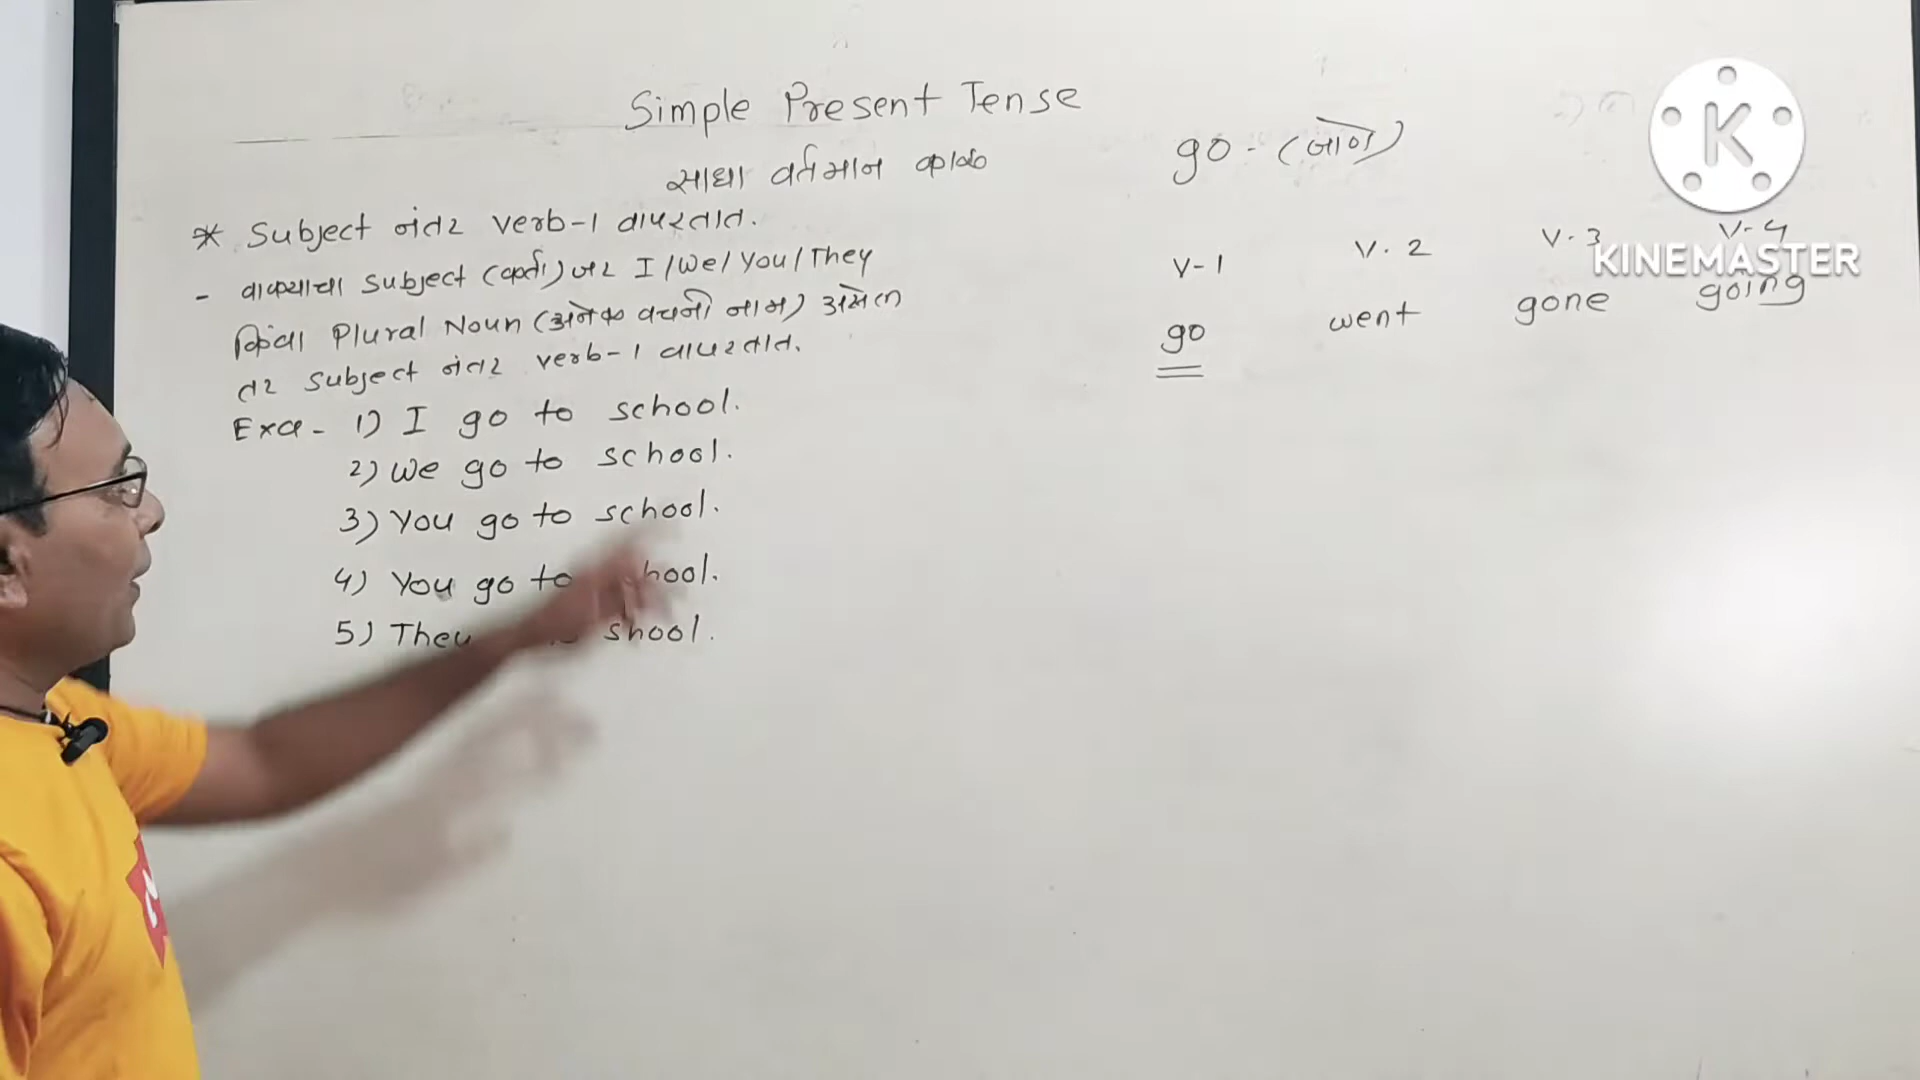 Simple Present Tense
साधा वर्तमान काळ
* Subject नंतर verb-1 वापरतात.
- वाक्याचा subject (कर्ता) जर I/We/You/They
किंवा Plural Noun (अनेक वचनी नाम) असेल
तर subject नंतर verb-1 वापरतात.
Exa- 1) I go to school.
2) We go to school.
3) You go to school.
4) You go to hool.
5) They shool.
go - (जाणे)
V-1 V. 2 V. 3 V- 4
go went gone going
K
KINEMASTER